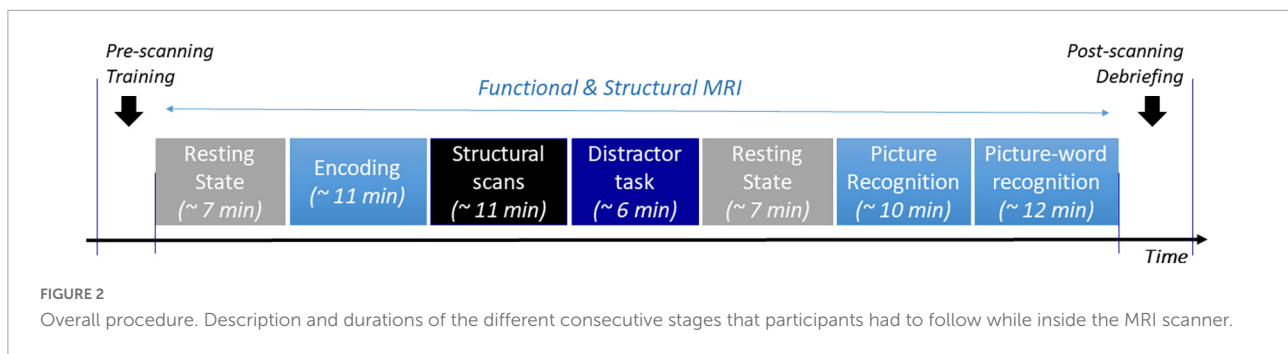 Pre-scanning
Training
Post-scanning
Debriefing
Functional & Structural MRI
Resting
State
(~ 7 min)
Encoding
(~ 11 min)
Structural
scans
(~ 11 min)
Distractor
task
(~ 6 min)
Resting
State
(~ 7 min)
Picture
Recognition
(~ 10 min)
Picture-word
recognition
(~ 12 min)
Time
FIGURE 2
Overall procedure. Description and durations of the different consecutive stages that participants had to follow while inside the MRI scanner.